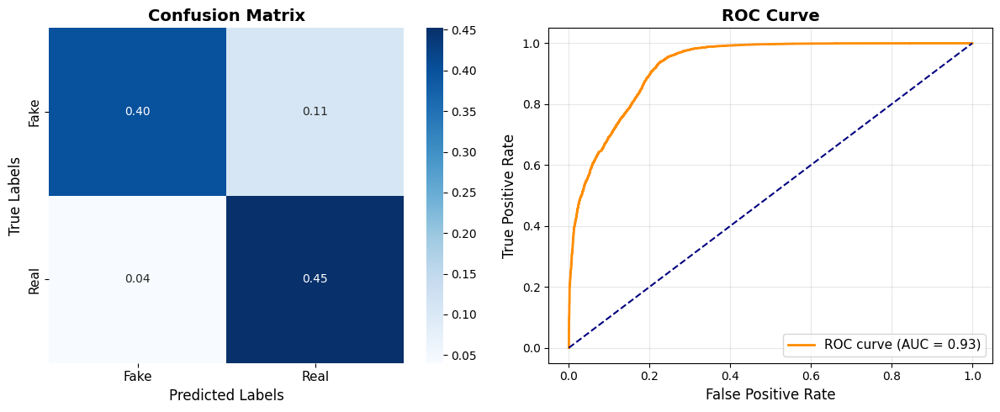 Confusion Matrix
True Labels
Fake
Real
0.40
0.11
0.04
0.45
Fake
Real
Predicted Labels
0.45
0.40
0.35
0.30
0.25
0.20
0.15
0.10
0.05
ROC Curve
True Positive Rate
1.0
0.8
0.6
0.4
0.2
0.0
ROC curve (AUC = 0.93)
0.0
0.2
0.4
0.6
0.8
1.0
False Positive Rate